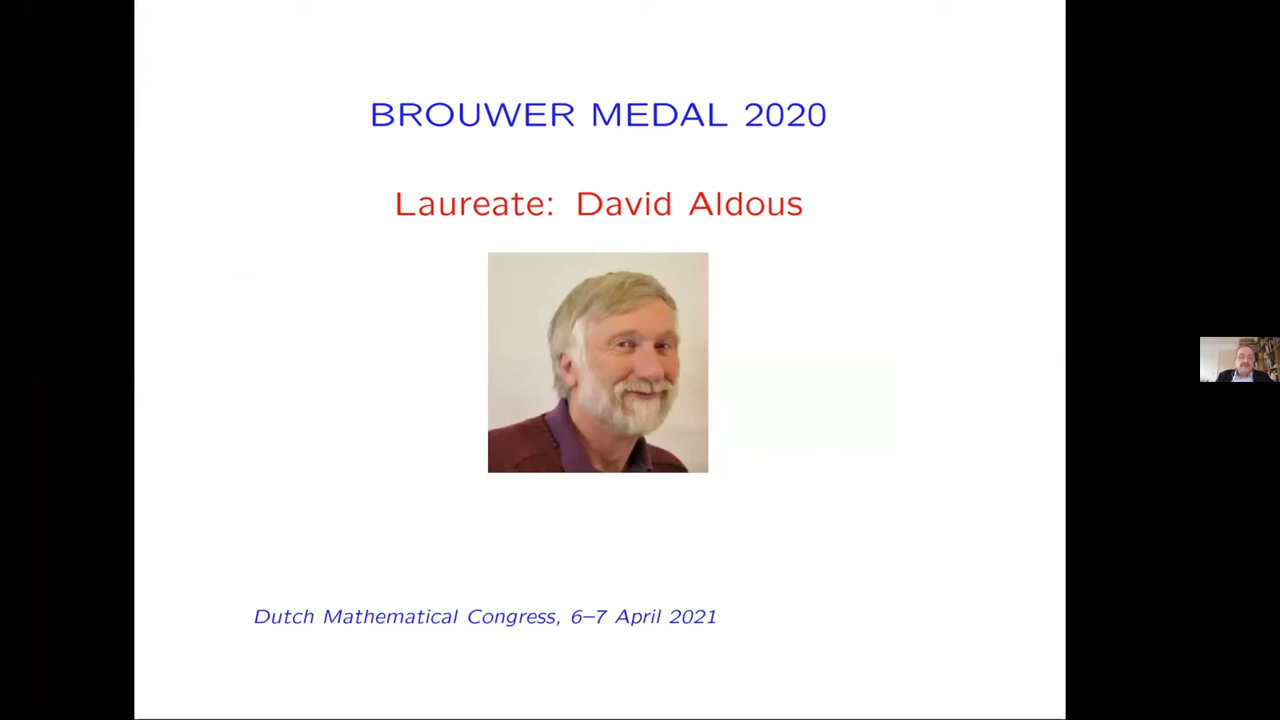 BROUWER MEDAL 2020
Laureate: David Aldous
Dutch Mathematical Congress, 6–7 April 2021